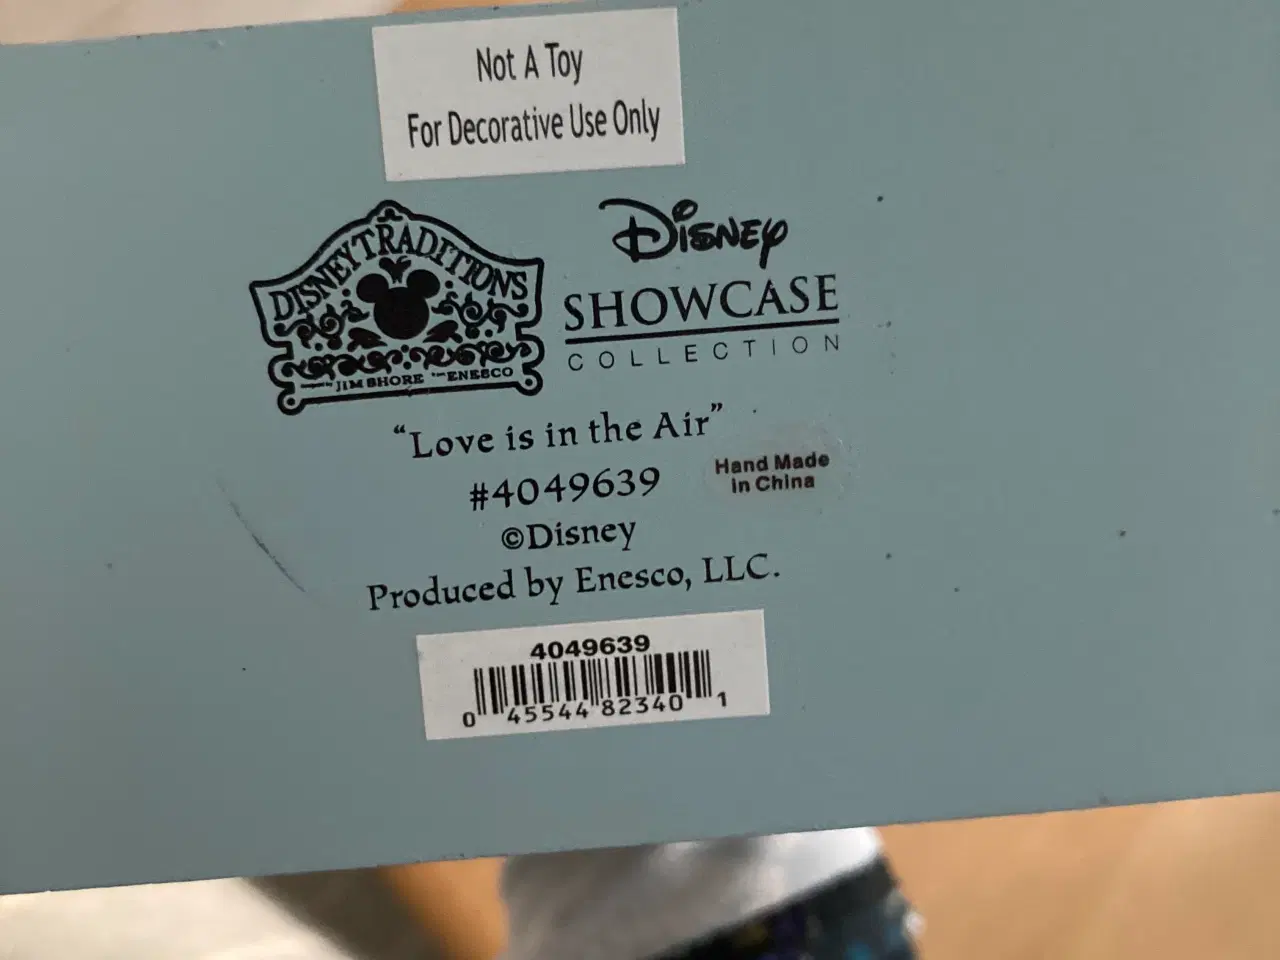 Not A Toy
For Decorative Use Only
DISNEY TRADITIONS
JIM SHORE ENESCO
Disney
SHOWCASE
COLLECTION
“Love is in the Air”
#4049639
Hand Made
in China
©Disney
Produced by Enesco, LLC.
4049639
0 45544 82340 1